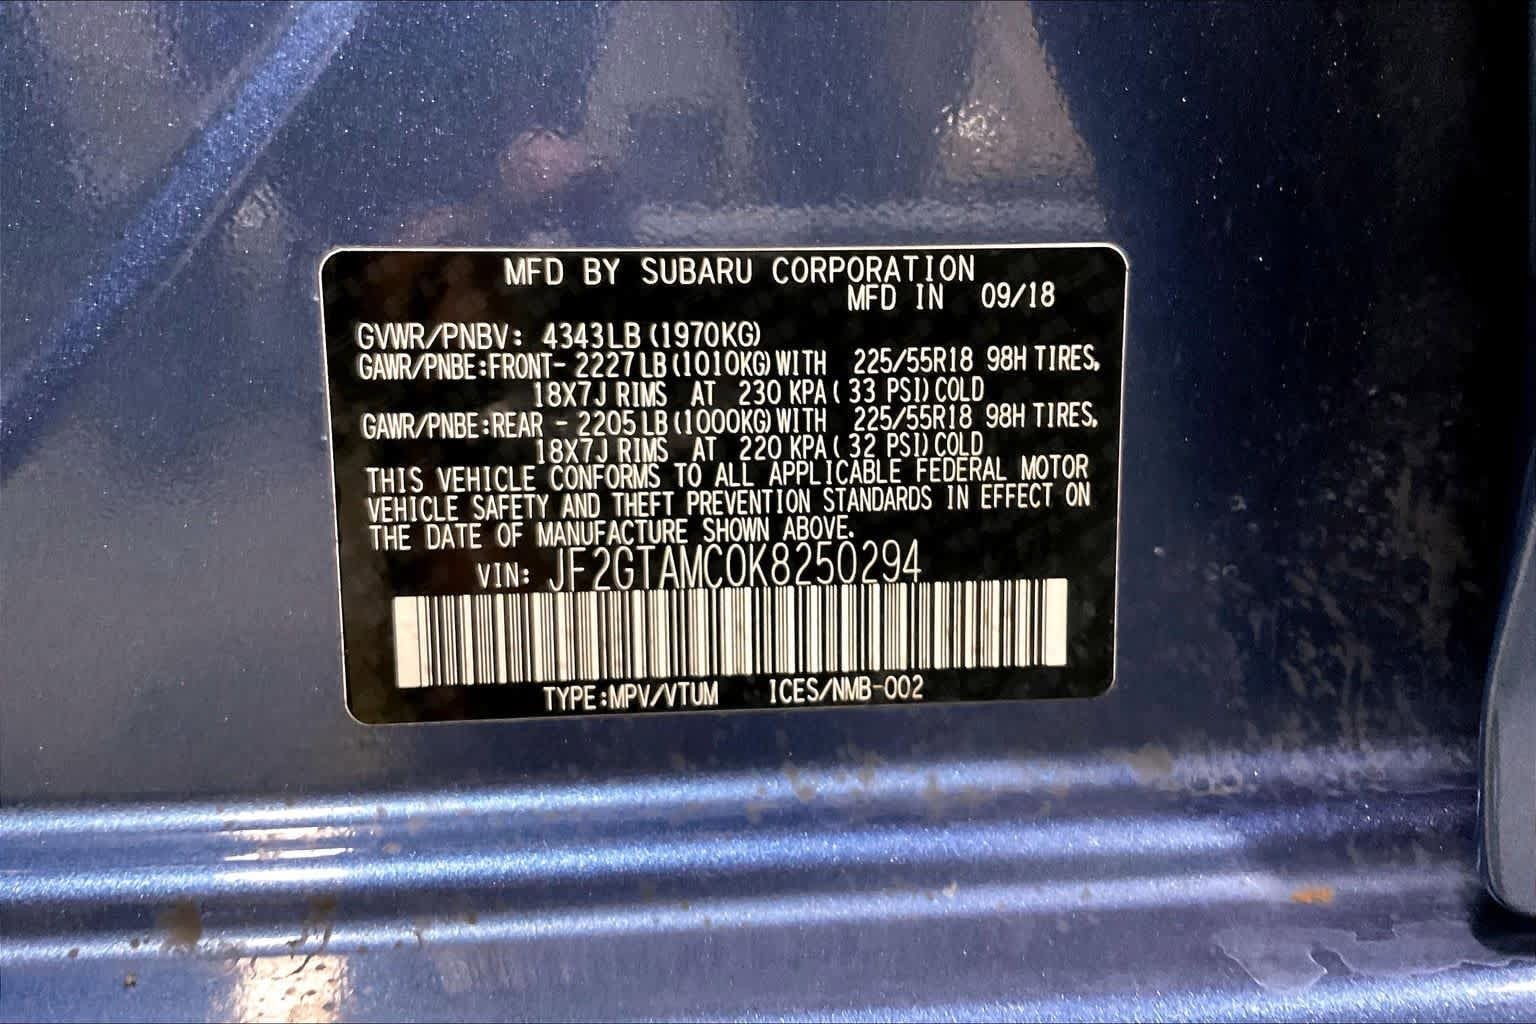 MFD BY SUBARU CORPORATION
MFD IN 09/18
GVWR/PNBV: 4343LB (1970KG)
GAWR/PNBE:FRONT- 2227LB (1010KG) WITH 225/55R18 98H TIRES,
18X7J RIMS AT 230 KPA ( 33 PSI) COLD
GAWR/PNBE:REAR - 2205LB (1000KG) WITH 225/55R18 98H TIRES,
18X7J RIMS AT 220 KPA ( 32 PSI) COLD
THIS VEHICLE CONFORMS TO ALL APPLICABLE FEDERAL MOTOR
VEHICLE SAFETY AND THEFT PREVENTION STANDARDS IN EFFECT ON
THE DATE OF MANUFACTURE SHOWN ABOVE.
VIN: JF2GTAMC0K8250294
TYPE:MPV/VTUM ICES/NMB-002